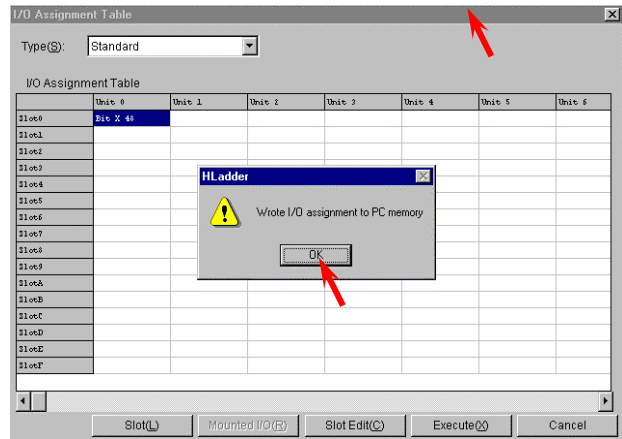 I/O Assignment Table
Type(S): Standard
I/O Assignment Table
Unit 0 Unit 1 Unit 2 Unit 3 Unit 4 Unit 5 Unit 6
Slot0 Bit X 48
Slot1
Slot2
Slot3
Slot4
Slot5
Slot6
Slot7
Slot8
Slot9
SlotA
SlotB
SlotC
SlotD
SlotE
SlotF
HLadder
Wrote I/O assignment to PC memory
OK
Slot(L) Mounted I/O(R) Slot Edit(C) Execute(X) Cancel